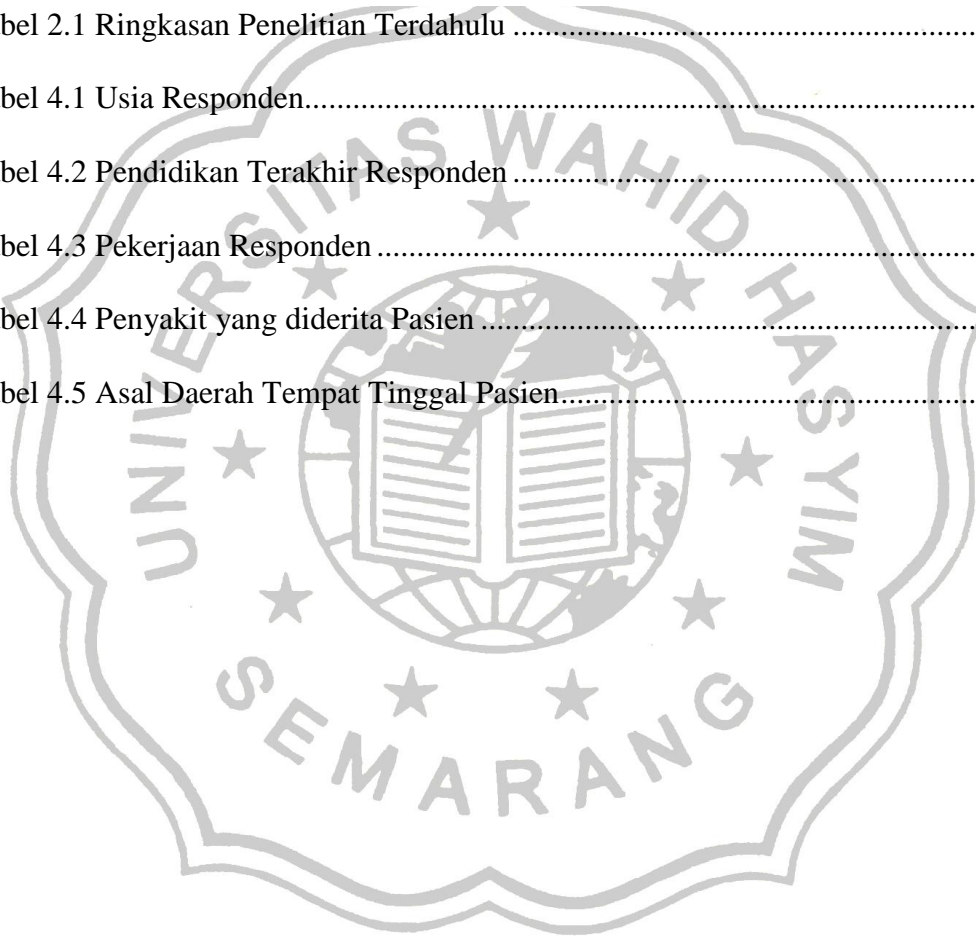 bel 2.1 Ringkasan Penelitian Terdahulu ........................................................
bel 4.1 Usia Responden....................................................................................
bel 4.2 Pendidikan Terakhir Responden ........................................................
bel 4.3 Pekerjaan Responden ..........................................................................
bel 4.4 Penyakit yang diderita Pasien .............................................................
bel 4.5 Asal Daerah Tempat Tinggal Pasien....................................................
UNIVERSITAS WAHID HASYIM
SEMARANG